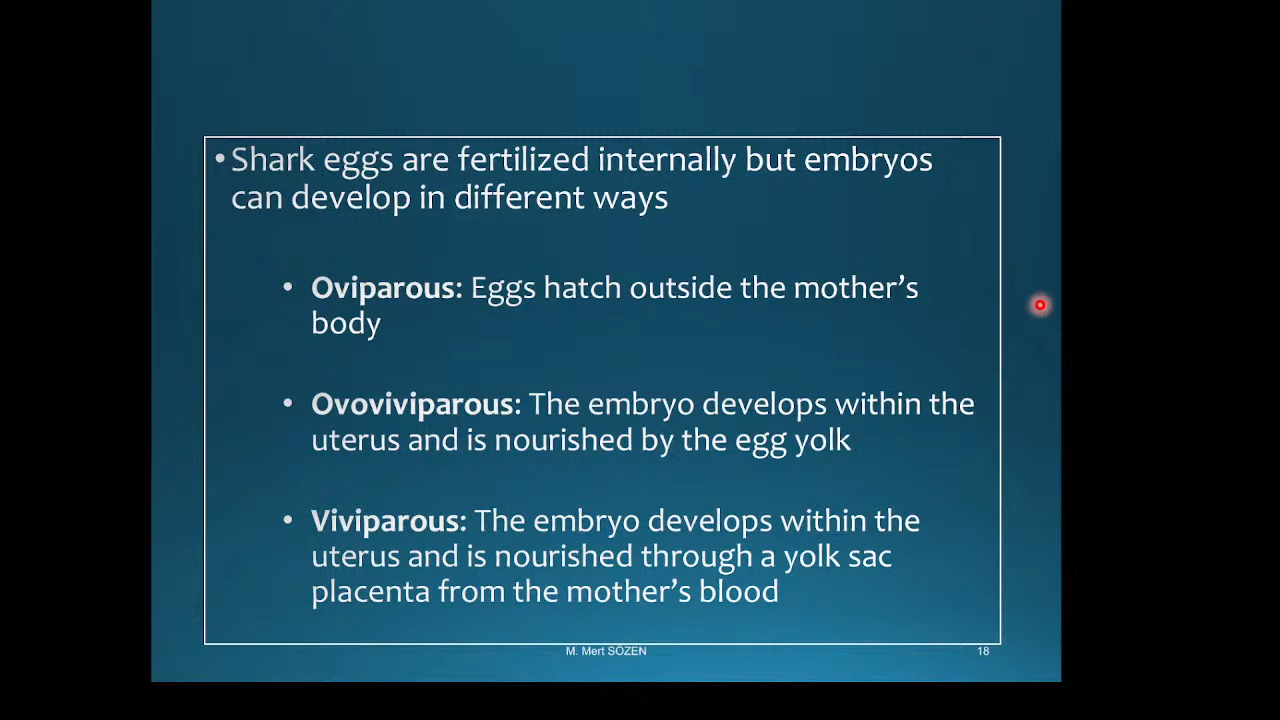 • Shark eggs are fertilized internally but embryos
can develop in different ways
• Oviparous: Eggs hatch outside the mother’s
body
• Ovoviviparous: The embryo develops within the
uterus and is nourished by the egg yolk
• Viviparous: The embryo develops within the
uterus and is nourished through a yolk sac
placenta from the mother’s blood
M. Mert SÖZEN
18